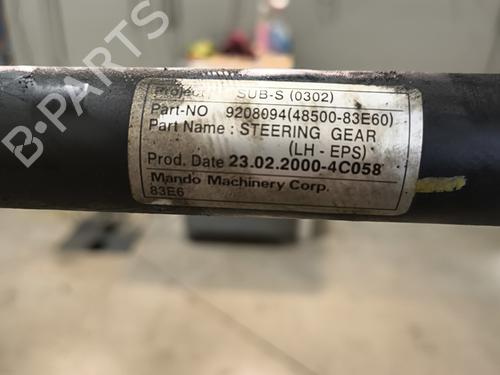 B-PARTS
Project: SUB-S (0302)
Part-NO 9208094(48500-83E60)
Part Name : STEERING GEAR
(LH - EPS)
Prod. Date 23.02.2000-4C058
Mando Machinery Corp.
83E6